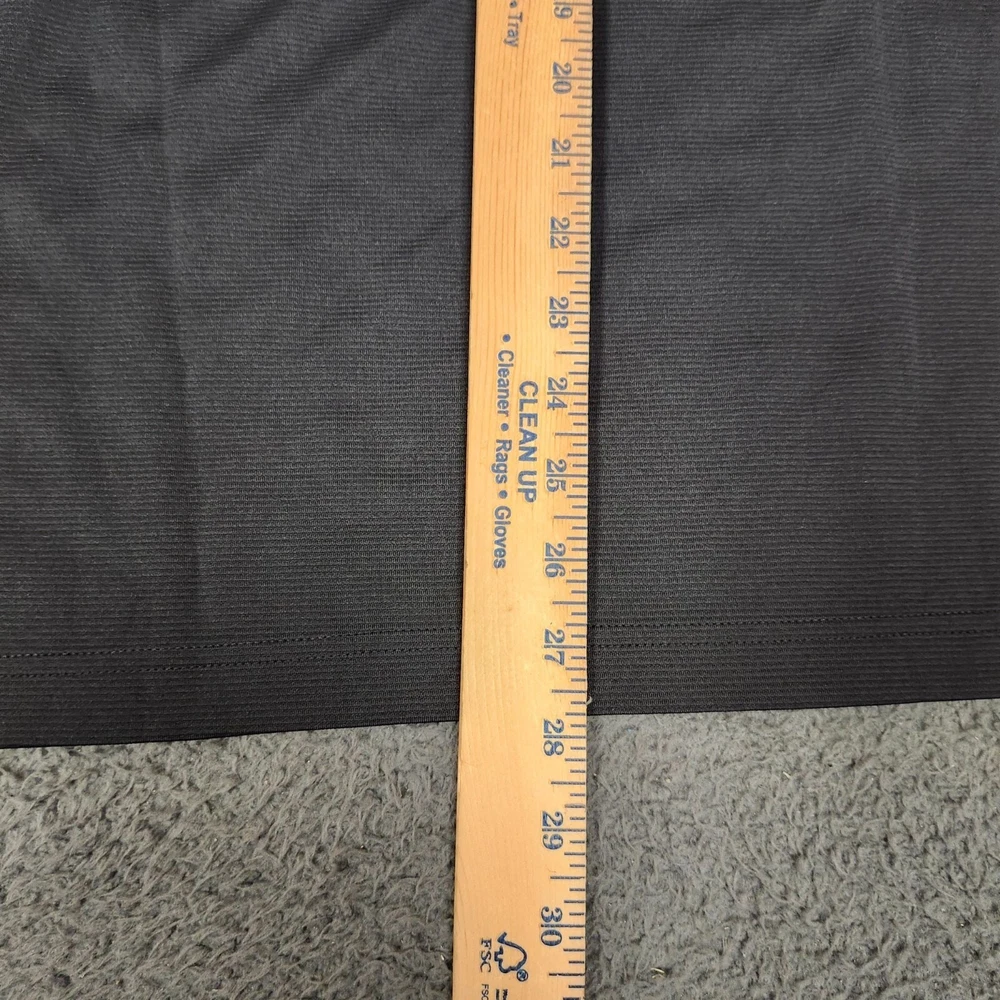 • Tray
20
21
22
23
24
25
26
27
28
29
30
CLEAN UP
• Cleaner • Rags • Gloves
FSC